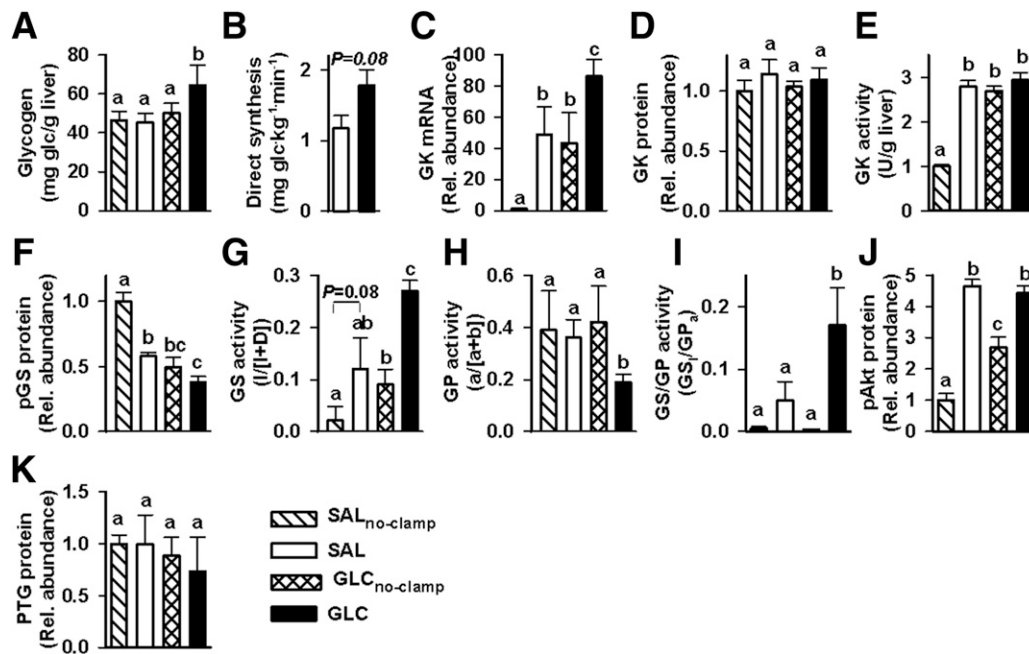 A
Glycogen
(mg glc/g liver)
80
60
40
20
0
a
a
a
b
B
Direct synthesis
(mg glc·kg⁻¹·min⁻¹)
2
1
0
P=0.08
C
GK mRNA
(Rel. abundance)
100
80
60
40
20
0
a
b
b
c
D
GK protein
(Rel. abundance)
1.0
0.5
0.0
a
a
a
a
E
GK activity
(U/g liver)
3
2
1
0
a
b
b
b
F
pGS protein
(Rel. abundance)
1.0
0.5
0.0
a
b
bc
c
G
GS activity
(I/[I+D])
0.3
0.2
0.1
0.0
P=0.08
a
ab
b
c
H
GP activity
(a/[a+b])
0.6
0.4
0.2
0.0
a
a
a
b
I
GS/GP activity
(GSI/GPa)
0.2
0.1
0.0
a
a
a
b
J
pAkt protein
(Rel. abundance)
5
4
3
2
1
0
a
b
c
b
K
PTG protein
(Rel. abundance)
1.5
1.0
0.5
0.0
a
a
a
a
SALno-clamp
SAL
GLCno-clamp
GLC